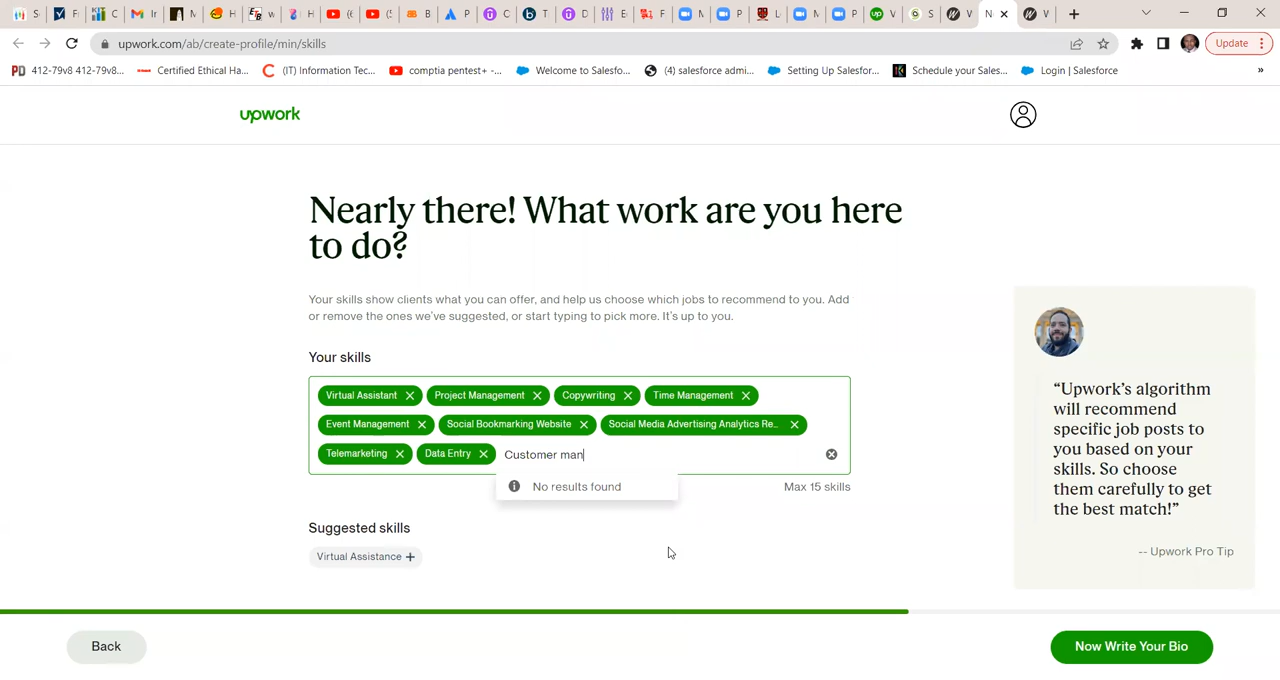 upwork.com/ab/create-profile/min/skills
Update
412-79v8 412-79v8...
Certified Ethical Ha...
(IT) Information Tec...
comptia pentest+ -...
Welcome to Salesfo...
(4) salesforce admi...
Setting Up Salesfor...
Schedule your Sales...
Login | Salesforce
»
upwork
Nearly there! What work are you here
to do?
Your skills show clients what you can offer, and help us choose which jobs to recommend to you. Add
or remove the ones we've suggested, or start typing to pick more. It's up to you.
Your skills
Virtual Assistant Project Management Copywriting Time Management
Event Management Social Bookmarking Website Social Media Advertising Analytics Re...
Telemarketing Data Entry Customer man
No results found
Max 15 skills
Suggested skills
Virtual Assistance +
“Upwork’s algorithm
will recommend
specific job posts to
you based on your
skills. So choose
them carefully to get
the best match!”
-- Upwork Pro Tip
Back
Now Write Your Bio